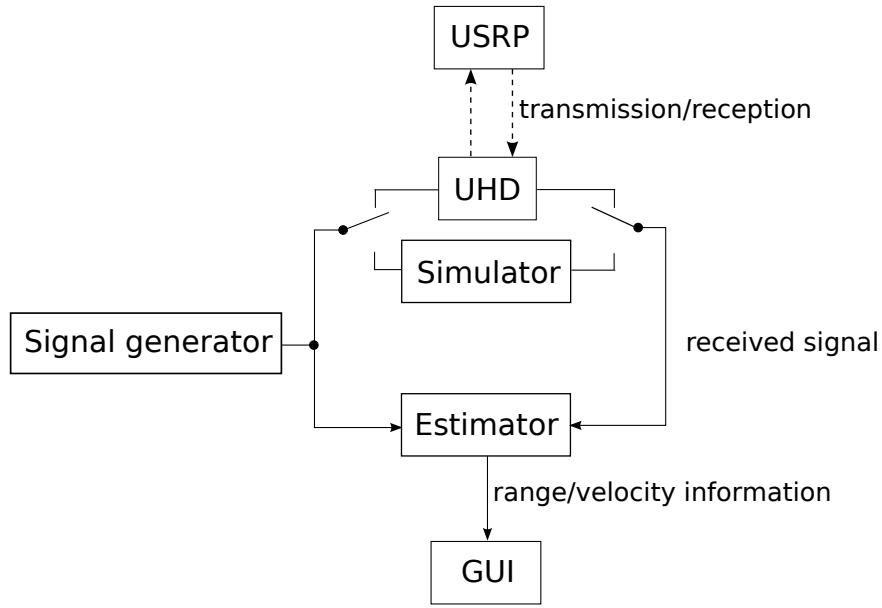 USRP
transmission/reception
UHD
Simulator
Signal generator
received signal
Estimator
range/velocity information
GUI